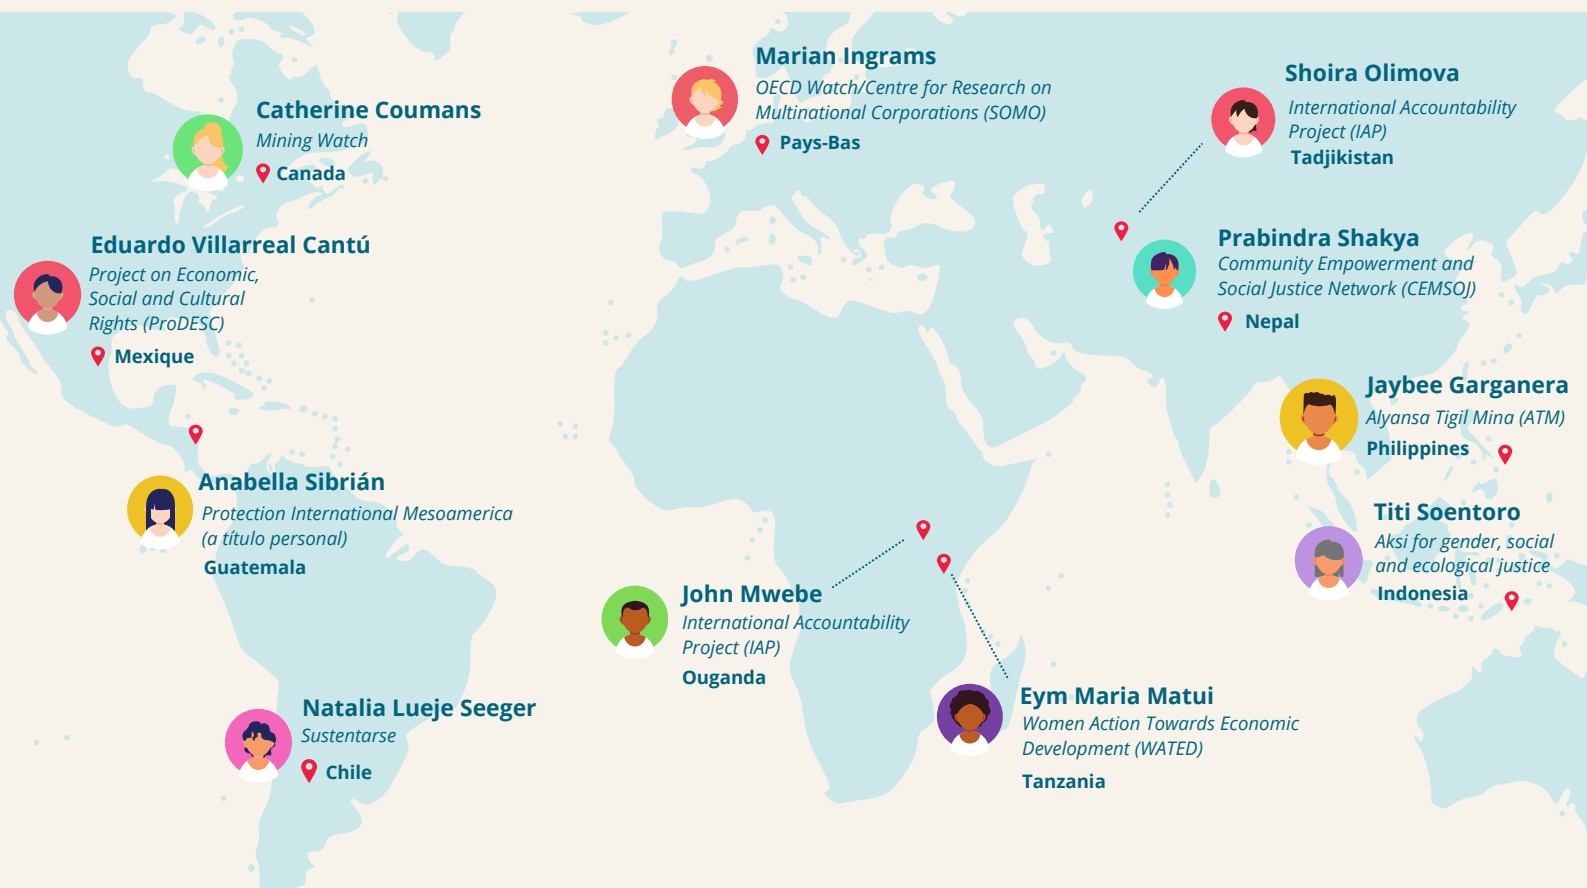 Marian Ingrams
OECD Watch/Centre for Research on
Multinational Corporations (SOMO)
Pays-Bas
Shoira Olimova
International Accountability
Project (IAP)
Tadjikistan
Catherine Coumans
Mining Watch
Canada
Eduardo Villarreal Cantú
Project on Economic,
Social and Cultural
Rights (ProDESC)
Mexique
Prabindra Shakya
Community Empowerment and
Social Justice Network (CEMSOJ)
Nepal
Jaybee Garganera
Alyansa Tigil Mina (ATM)
Philippines
Anabella Sibrián
Protection International Mesoamerica
(a título personal)
Guatemala
Titi Soentoro
Aksi for gender, social
and ecological justice
Indonesia
John Mwebe
International Accountability
Project (IAP)
Ouganda
Eym Maria Matui
Women Action Towards Economic
Development (WATED)
Tanzania
Natalia Lueje Seeger
Sustentarse
Chile